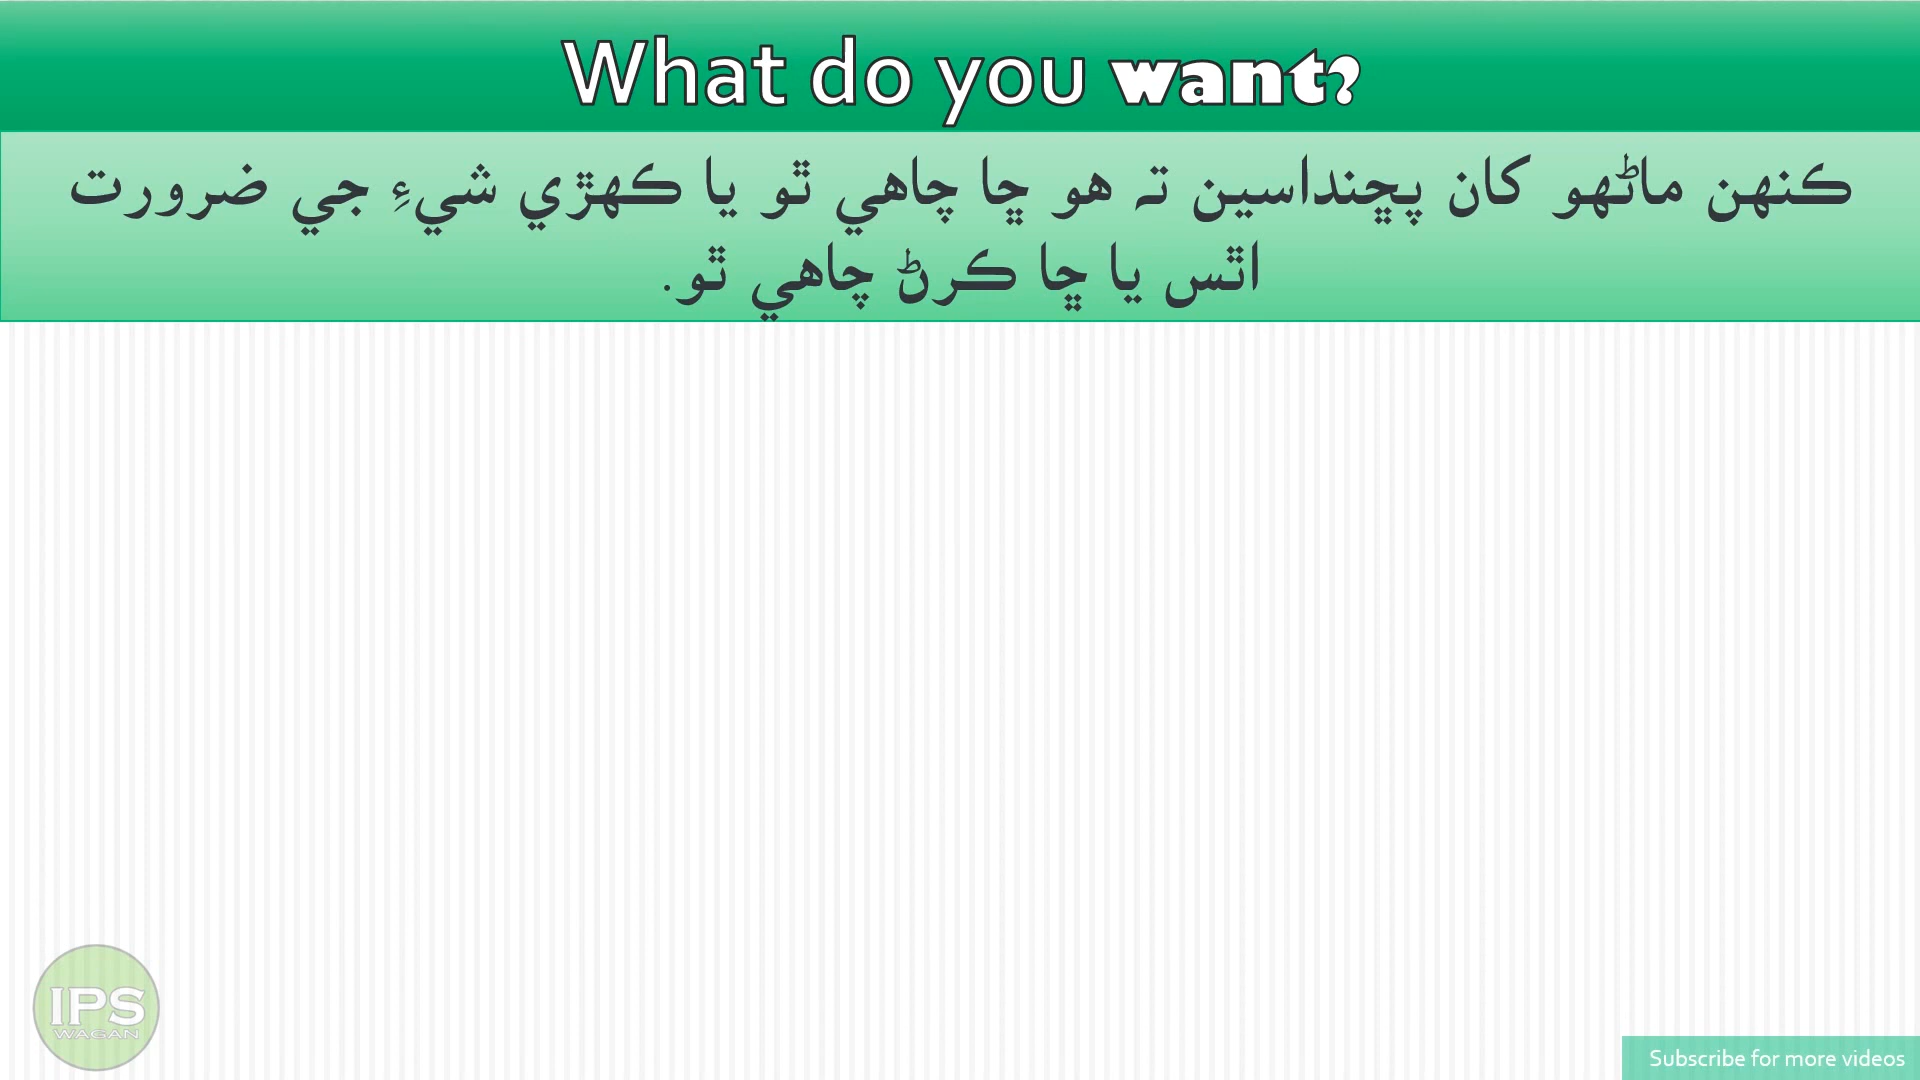 What do you want?
ڪنهن ماڻهو کان پڇنداسين ته هو ڇا چاهي ٿو يا ڪهڙي شيءِ جي ضرورت
اٿس يا ڇا ڪرڻ چاهي ٿو.
IPS
WAGAN
Subscribe for more videos